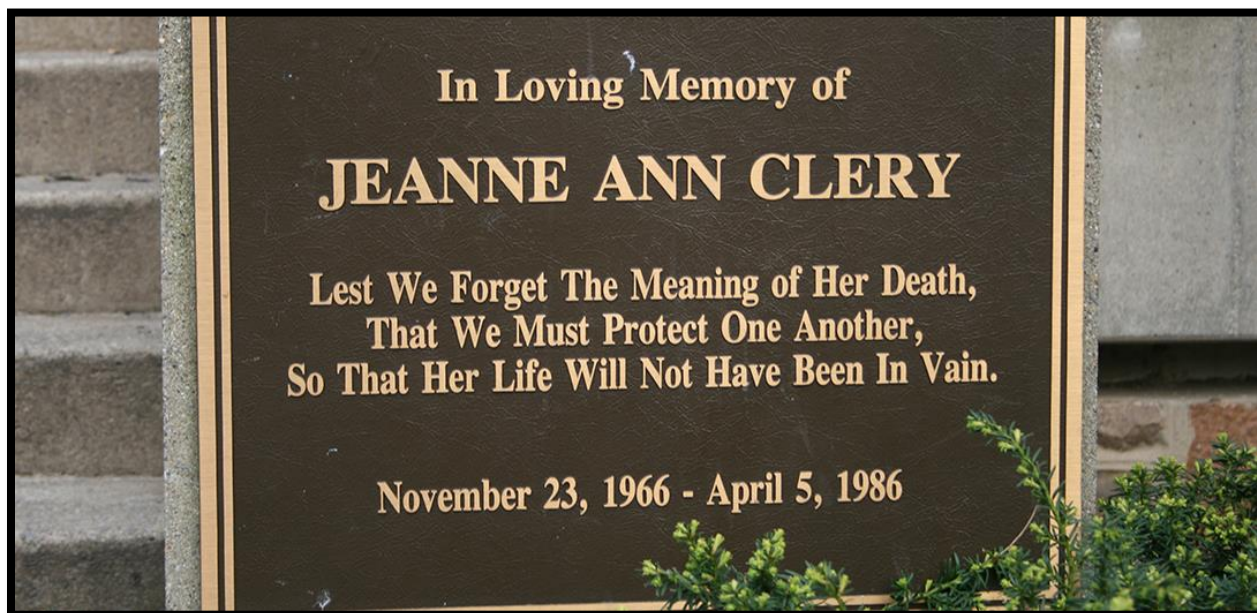 In Loving Memory of
JEANNE ANN CLERY
Lest We Forget The Meaning of Her Death,
That We Must Protect One Another,
So That Her Life Will Not Have Been In Vain.
November 23, 1966 - April 5, 1986